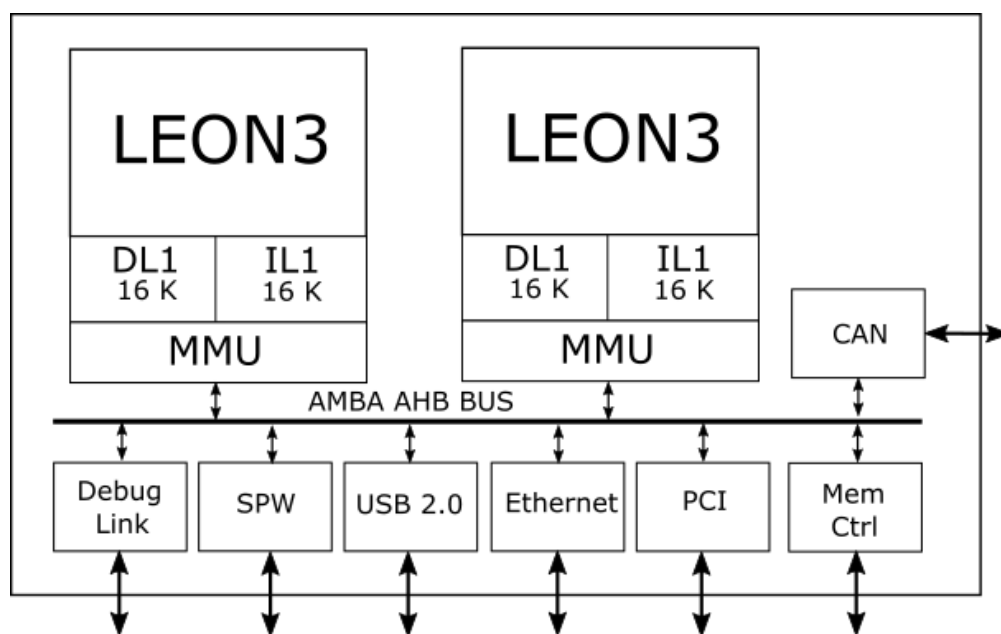 LEON3
DL1
16 K
IL1
16 K
MMU
LEON3
DL1
16 K
IL1
16 K
MMU
CAN
AMBA AHB BUS
Debug
Link
SPW
USB 2.0
Ethernet
PCI
Mem
Ctrl